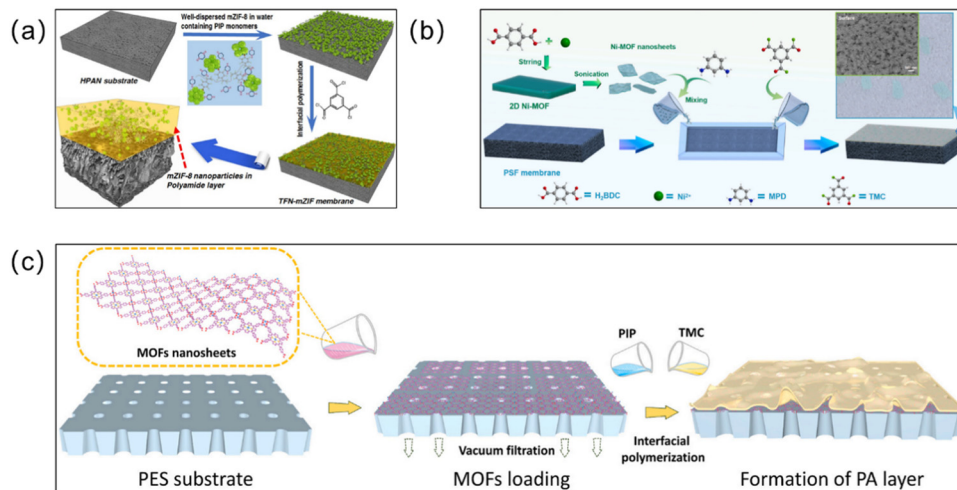 (a)
Well-dispersed mZIF-8 in water
containing PIP monomers
HPAN substrate
Interfacial polymerization
mZIF-8 nanoparticles in
Polyamide layer
TFN-mZIF membrane
(b)
Ni-MOF nanosheets
Strring
Sonication
2D Ni-MOF
Mixing
PSF membrane
= H₂BDC
= Ni²⁺
= MPD
= TMC
(c)
MOFs nanosheets
PIP
TMC
Vacuum filtration
Interfacial
polymerization
PES substrate
MOFs loading
Formation of PA layer